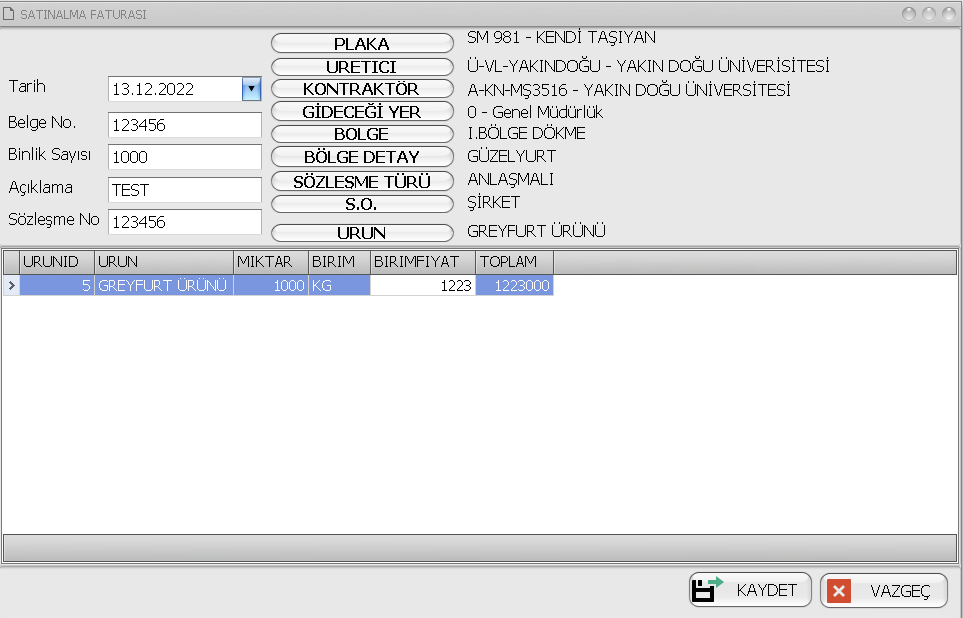 SATINALMA FATURASI
PLAKA SM 981 - KENDİ TAŞIYAN
URETICI Ü-VL-YAKINDOĞU - YAKIN DOĞU ÜNİVERİSİTESİ
Tarih 13.12.2022 KONTRAKTÖR A-KN-MŞ3516 - YAKIN DOĞU ÜNİVERSİTESİ
GİDECEĞİ YER 0 - Genel Müdürlük
Belge No. 123456 BOLGE I.BÖLGE DÖKME
Binlik Sayısı 1000 BÖLGE DETAY GÜZELYURT
Açıklama TEST SÖZLEŞME TÜRÜ ANLAŞMALI
S.O. ŞİRKET
Sözleşme No 123456 URUN GREYFURT ÜRÜNÜ
URUNID URUN MIKTAR BIRIM BIRIMFIYAT TOPLAM
5 GREYFURT ÜRÜNÜ 1000 KG 1223 1223000
KAYDET VAZGEÇ